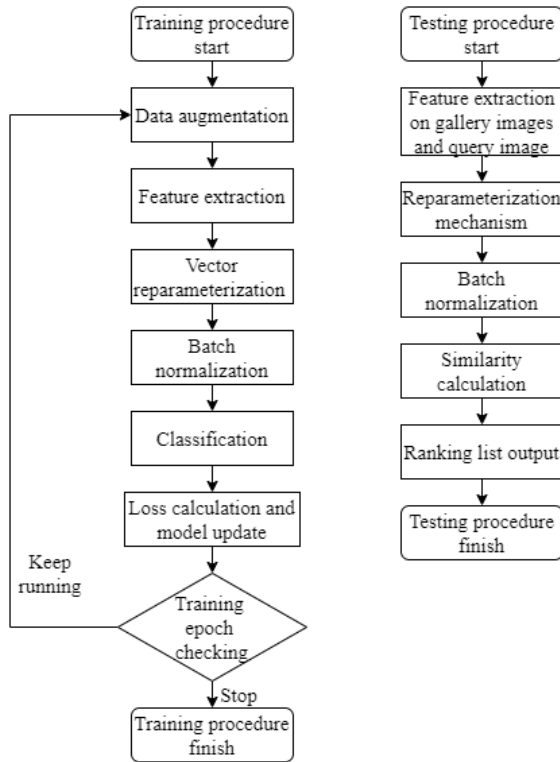 Training procedure
start
Data augmentation
Feature extraction
Vector
reparameterization
Batch
normalization
Classification
Loss calculation and
model update
Keep
running
Training
epoch
checking
Stop
Training procedure
finish
Testing procedure
start
Feature extraction
on gallery images
and query image
Reparameterization
mechanism
Batch
normalization
Similarity
calculation
Ranking list output
Testing procedure
finish